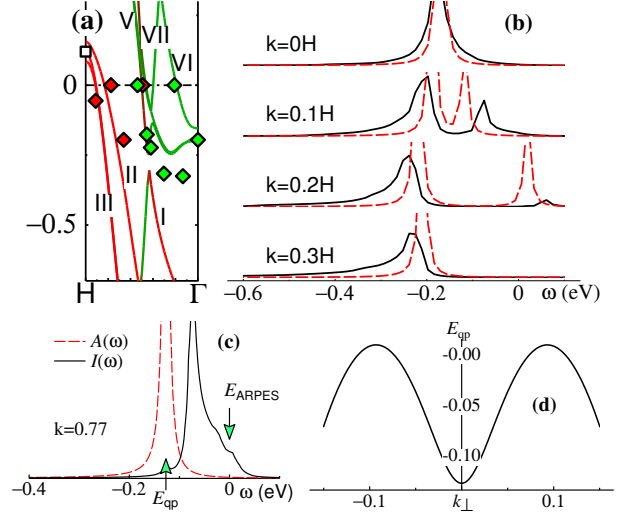 (a)
V
VII
VI
0
III
II
I
−0.5
H
Γ
(b)
k=0H
k=0.1H
k=0.2H
k=0.3H
−0.6
−0.4
−0.2
0
ω (eV)
(c)
A(ω)
I(ω)
E_ARPES
k=0.77
E_qp
−0.4
−0.2
0
ω (eV)
E_qp
-0.00
-0.05
-0.10
(d)
−0.1
k⊥
0.1